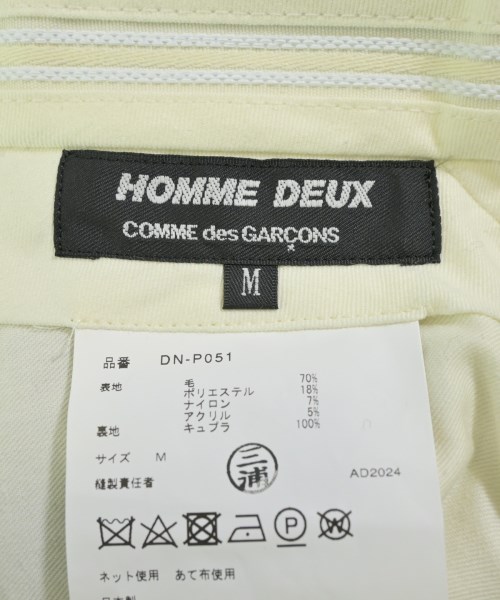 HOMME DEUX
COMME des GARÇONS
M
品番 DN-P051
表地 毛 70%
ポリエステル 18%
ナイロン 7%
アクリル 5%
裏地 キュプラ 100%
サイズ M
三浦
縫製責任者
AD2024
P
W
ネット使用 あて布使用
日本製